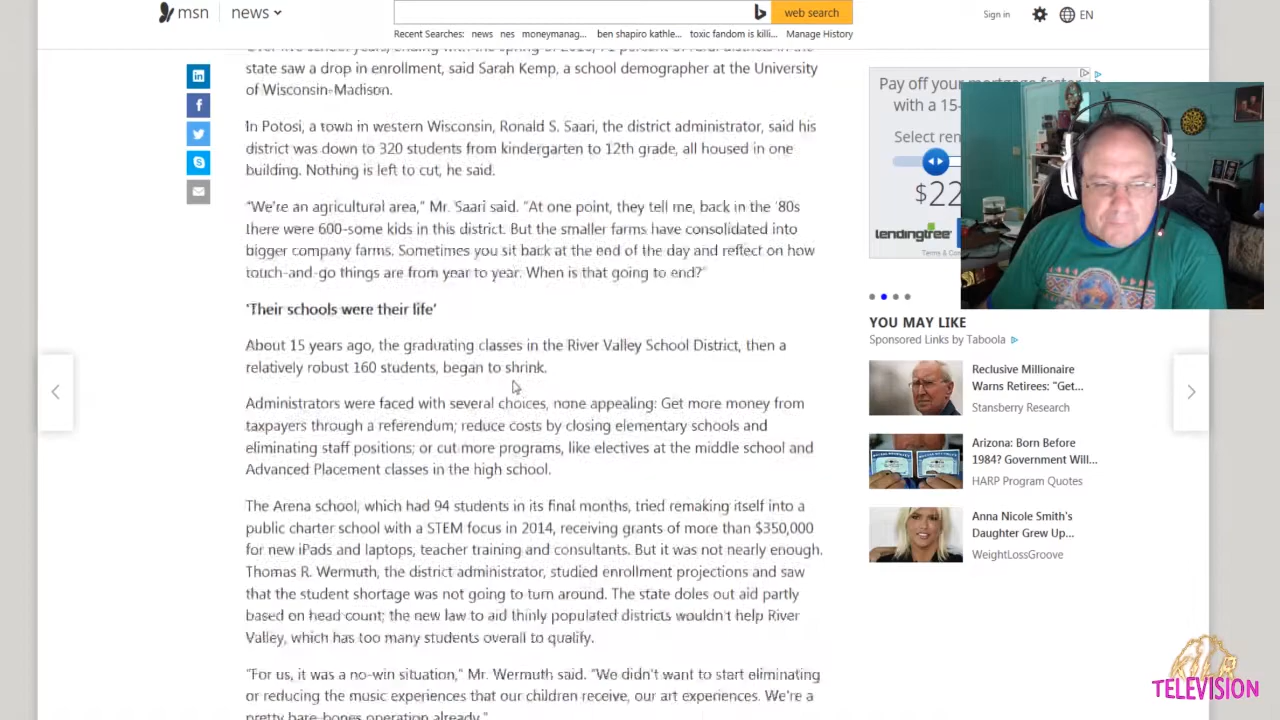 msn
news
web search
Sign in
EN
Recent Searches: news nes moneymanag... ben shapiro kathle... toxic fandom is killi... Manage History
state saw a drop in enrollment, said Sarah Kemp, a school demographer at the University
of Wisconsin-Madison.
In Potosi, a town in western Wisconsin, Ronald S. Saari, the district administrator, said his
district was down to 320 students from kindergarten to 12th grade, all housed in one
building. Nothing is left to cut, he said.
"We're an agricultural area," Mr. Saari said. "At one point, they tell me, back in the '80s
there were 600-some kids in this district. But the smaller farms have consolidated into
bigger company farms. Sometimes you sit back at the end of the day and reflect on how
touch-and-go things are from year to year. When is that going to end?"
'Their schools were their life'
About 15 years ago, the graduating classes in the River Valley School District, then a
relatively robust 160 students, began to shrink.
Administrators were faced with several choices, none appealing: Get more money from
taxpayers through a referendum; reduce costs by closing elementary schools and
eliminating staff positions; or cut more programs, like electives at the middle school and
Advanced Placement classes in the high school.
The Arena school, which had 94 students in its final months, tried remaking itself into a
public charter school with a STEM focus in 2014, receiving grants of more than $350,000
for new iPads and laptops, teacher training and consultants. But it was not nearly enough.
Thomas R. Wermuth, the district administrator, studied enrollment projections and saw
that the student shortage was not going to turn around. The state doles out aid partly
based on head count; the new law to aid thinly populated districts wouldn't help River
Valley, which has too many students overall to qualify.
"For us, it was a no-win situation," Mr. Wermuth said. "We didn't want to start eliminating
or reducing the music experiences that our children receive, our art experiences. We're a
pretty bare-bones operation already."
Pay off your mortgage faster
with a 15-
Select
$22
lendingtree
Terms &
YOU MAY LIKE
Sponsored Links by Taboola
Reclusive Millionaire
Warns Retirees: "Get...
Stansberry Research
Arizona: Born Before
1984? Government Will...
HARP Program Quotes
Anna Nicole Smith's
Daughter Grew Up...
WeightLossGroove
TELEVISION